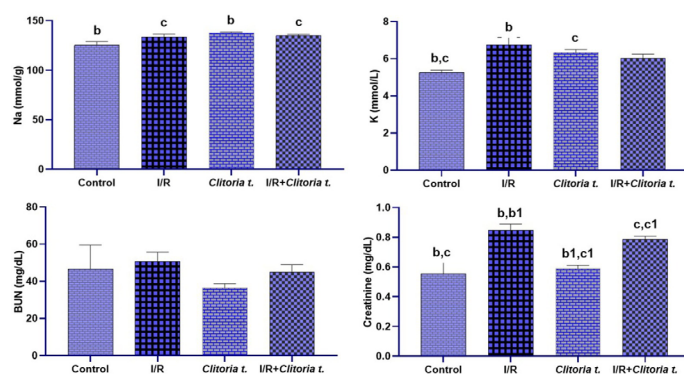 b c b c
Na (mmol/g)
200
150
100
50
0
Control I/R Clitoria t. I/R+Clitoria t.
b,c b c
K (mmol/L)
8
6
4
2
0
Control I/R Clitoria t. I/R+Clitoria t.
BUN (mg/dL)
80
60
40
20
0
Control I/R Clitoria t. I/R+Clitoria t.
b,c b,b1 b1,c1 c,c1
Creatinine (mg/dL)
1.0
0.8
0.6
0.4
0.2
0.0
Control I/R Clitoria t. I/R+Clitoria t.